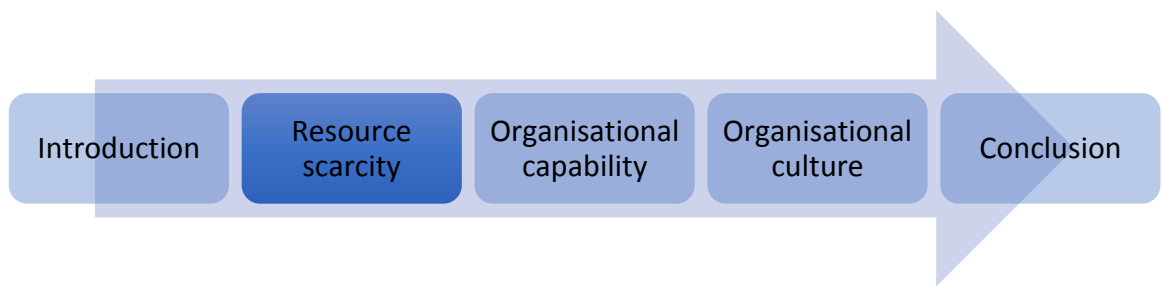 Introduction
Resource
scarcity
Organisational
capability
Organisational
culture
Conclusion